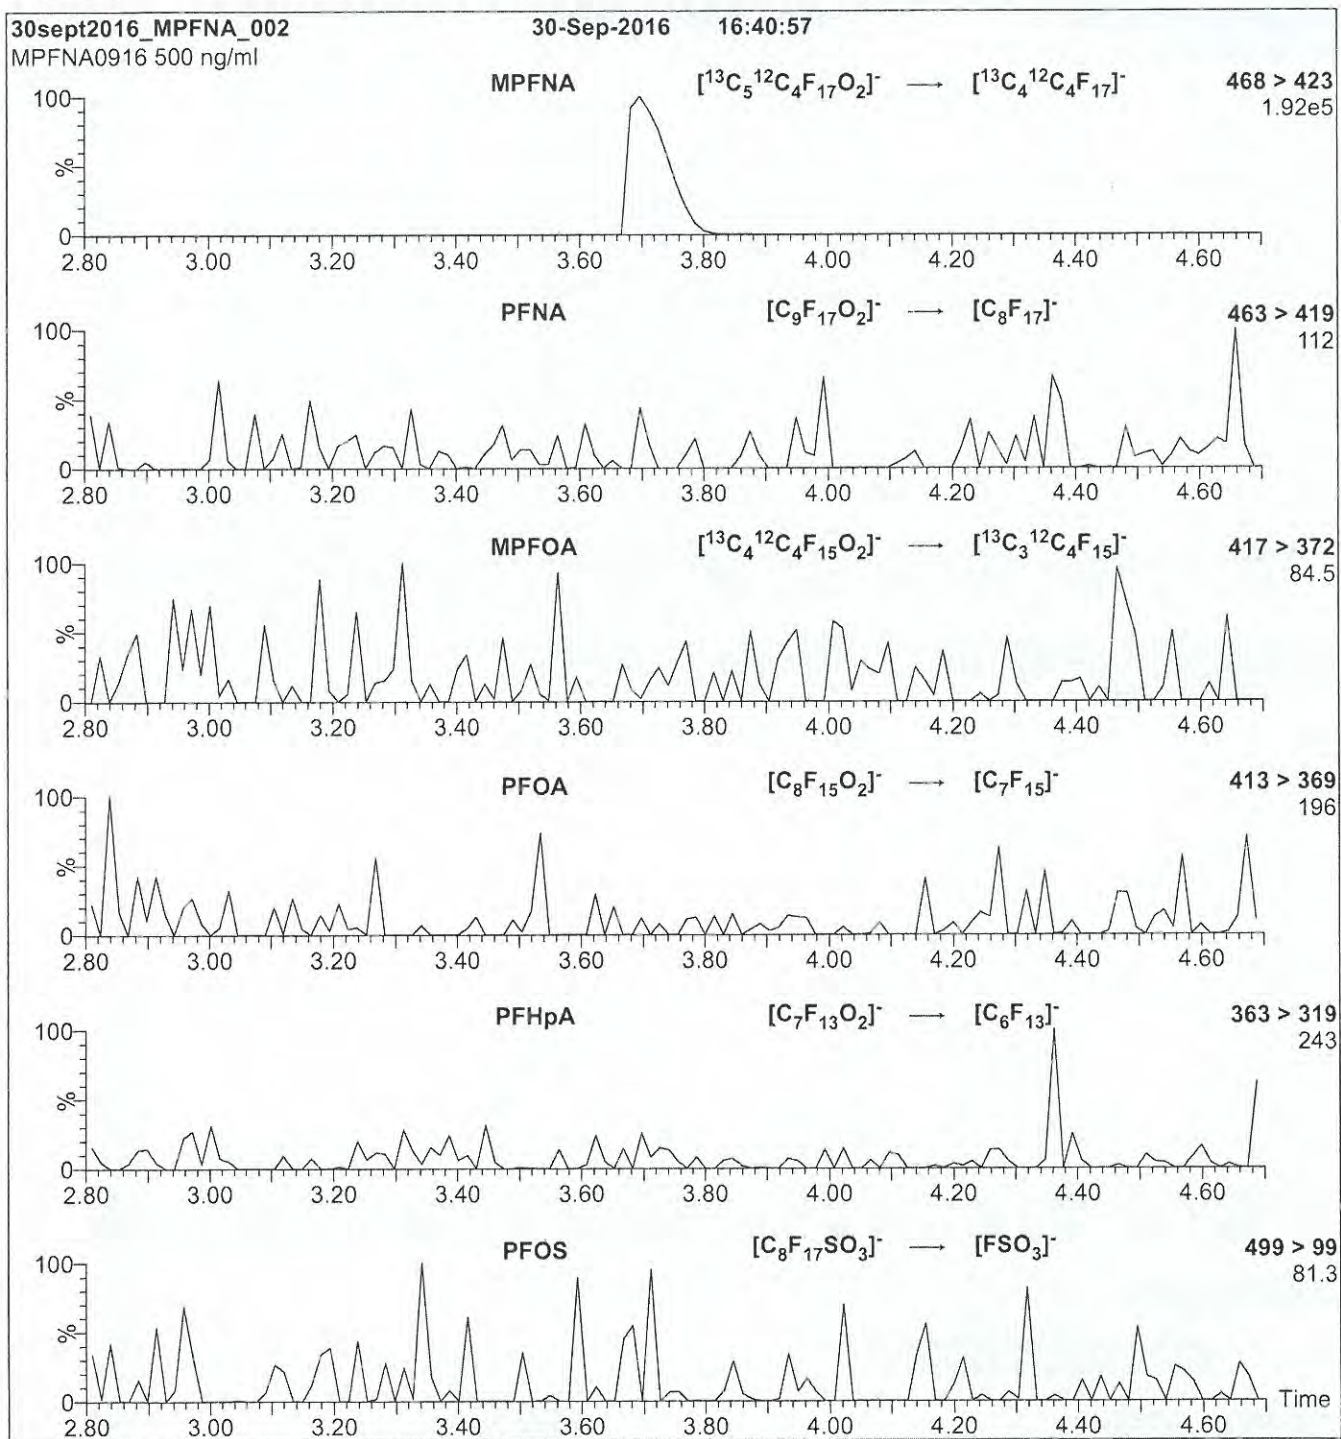 30sept2016_MPFNA_002 30-Sep-2016 16:40:57
MPFNA0916 500 ng/ml
MPFNA [¹³C₅¹²C₄F₁₇O₂]⁻ → [¹³C₄¹²C₄F₁₇]⁻ 468 > 423
1.92e5
100
%
0
2.80 3.00 3.20 3.40 3.60 3.80 4.00 4.20 4.40 4.60
PFNA [C₉F₁₇O₂]⁻ → [C₈F₁₇]⁻ 463 > 419
112
100
%
0
2.80 3.00 3.20 3.40 3.60 3.80 4.00 4.20 4.40 4.60
MPFOA [¹³C₄¹²C₄F₁₅O₂]⁻ → [¹³C₃¹²C₄F₁₅]⁻ 417 > 372
84.5
100
%
0
2.80 3.00 3.20 3.40 3.60 3.80 4.00 4.20 4.40 4.60
PFOA [C₈F₁₅O₂]⁻ → [C₇F₁₅]⁻ 413 > 369
196
100
%
0
2.80 3.00 3.20 3.40 3.60 3.80 4.00 4.20 4.40 4.60
PFHpA [C₇F₁₃O₂]⁻ → [C₆F₁₃]⁻ 363 > 319
243
100
%
0
2.80 3.00 3.20 3.40 3.60 3.80 4.00 4.20 4.40 4.60
PFOS [C₈F₁₇SO₃]⁻ → [FSO₃]⁻ 499 > 99
81.3
100
%
0
Time
2.80 3.00 3.20 3.40 3.60 3.80 4.00 4.20 4.40 4.60